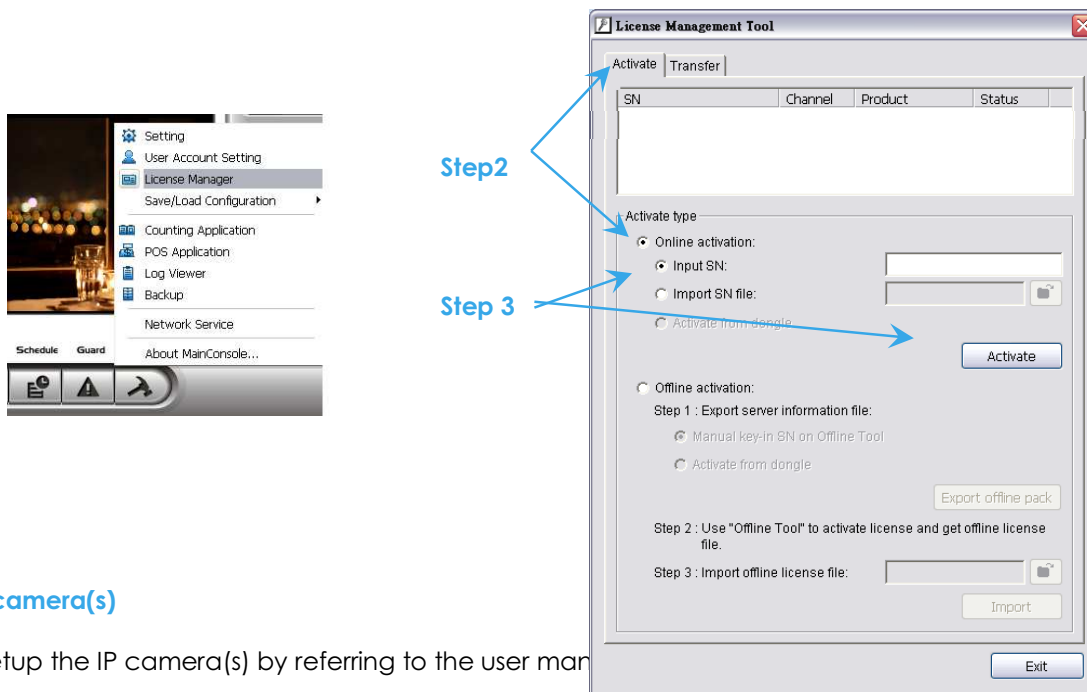 Setting
User Account Setting
License Manager
Save/Load Configuration
Counting Application
POS Application
Log Viewer
Backup
Network Service
About MainConsole...
Schedule Guard
Step2
Step 3
License Management Tool
Activate Transfer
SN Channel Product Status
Activate type
Online activation:
Input SN:
Import SN file:
Activate from dongle
Activate
Offline activation:
Step 1 : Export server information file:
Manual key-in SN on Offline Tool
Activate from dongle
Export offline pack
Step 2 : Use "Offline Tool" to activate license and get offline license
file.
Step 3 : Import offline license file:
Import
Exit
camera(s)
the IP camera(s) by referring to the user